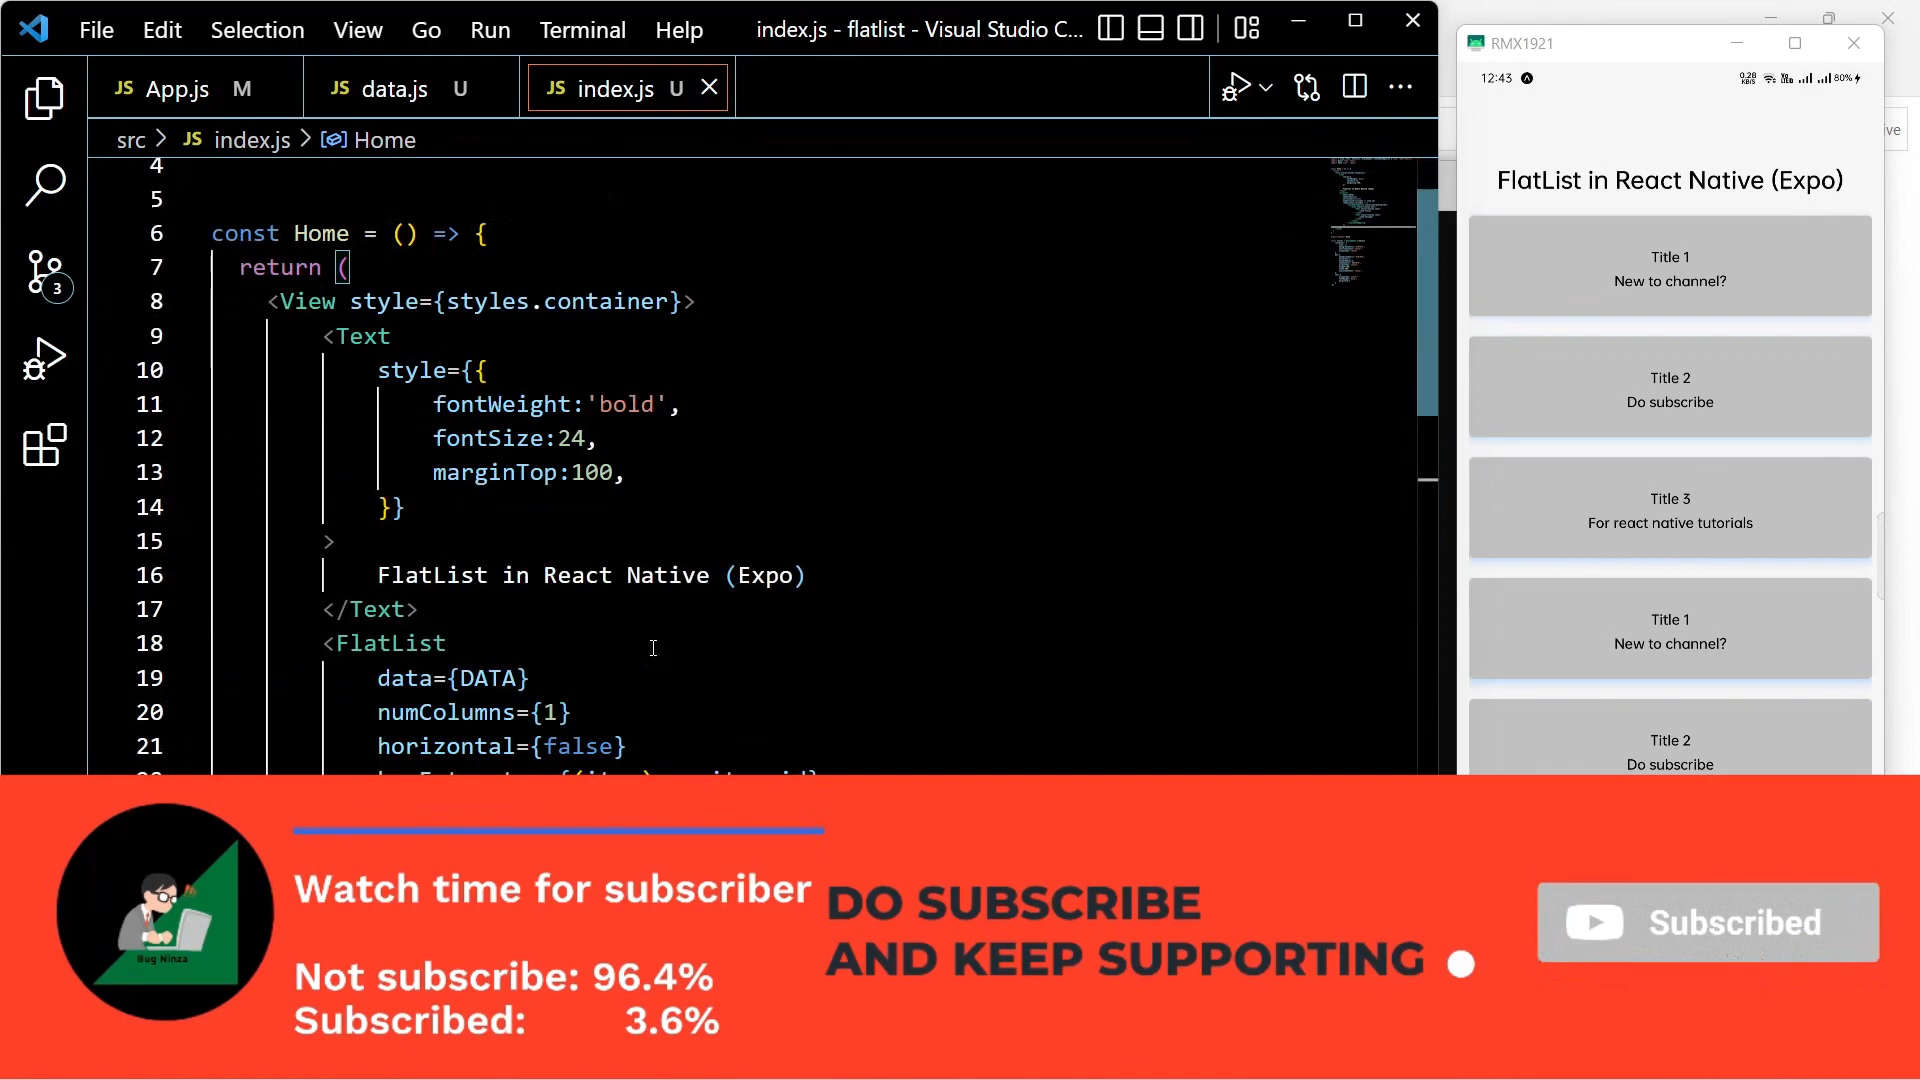 File Edit Selection View Go Run Terminal Help index.js - flatlist - Visual Studio C...
JS App.js M JS data.js U JS index.js U
src > JS index.js > Home
4
5
6 const Home = () => {
7 return (
8 <View style={styles.container}>
9 <Text
10 style={{
11 fontWeight:'bold',
12 fontSize:24,
13 marginTop:100,
14 }}
15 >
16 FlatList in React Native (Expo)
17 </Text>
18 <FlatList
19 data={DATA}
20 numColumns={1}
21 horizontal={false}
3
RMX1921
12:43
0.28 KB/S
80%
ive
FlatList in React Native (Expo)
Title 1
New to channel?
Title 2
Do subscribe
Title 3
For react native tutorials
Title 1
New to channel?
Title 2
Do subscribe
Bug Ninza
Watch time for subscriber
Not subscribe: 96.4%
Subscribed: 3.6%
DO SUBSCRIBE
AND KEEP SUPPORTING
Subscribed